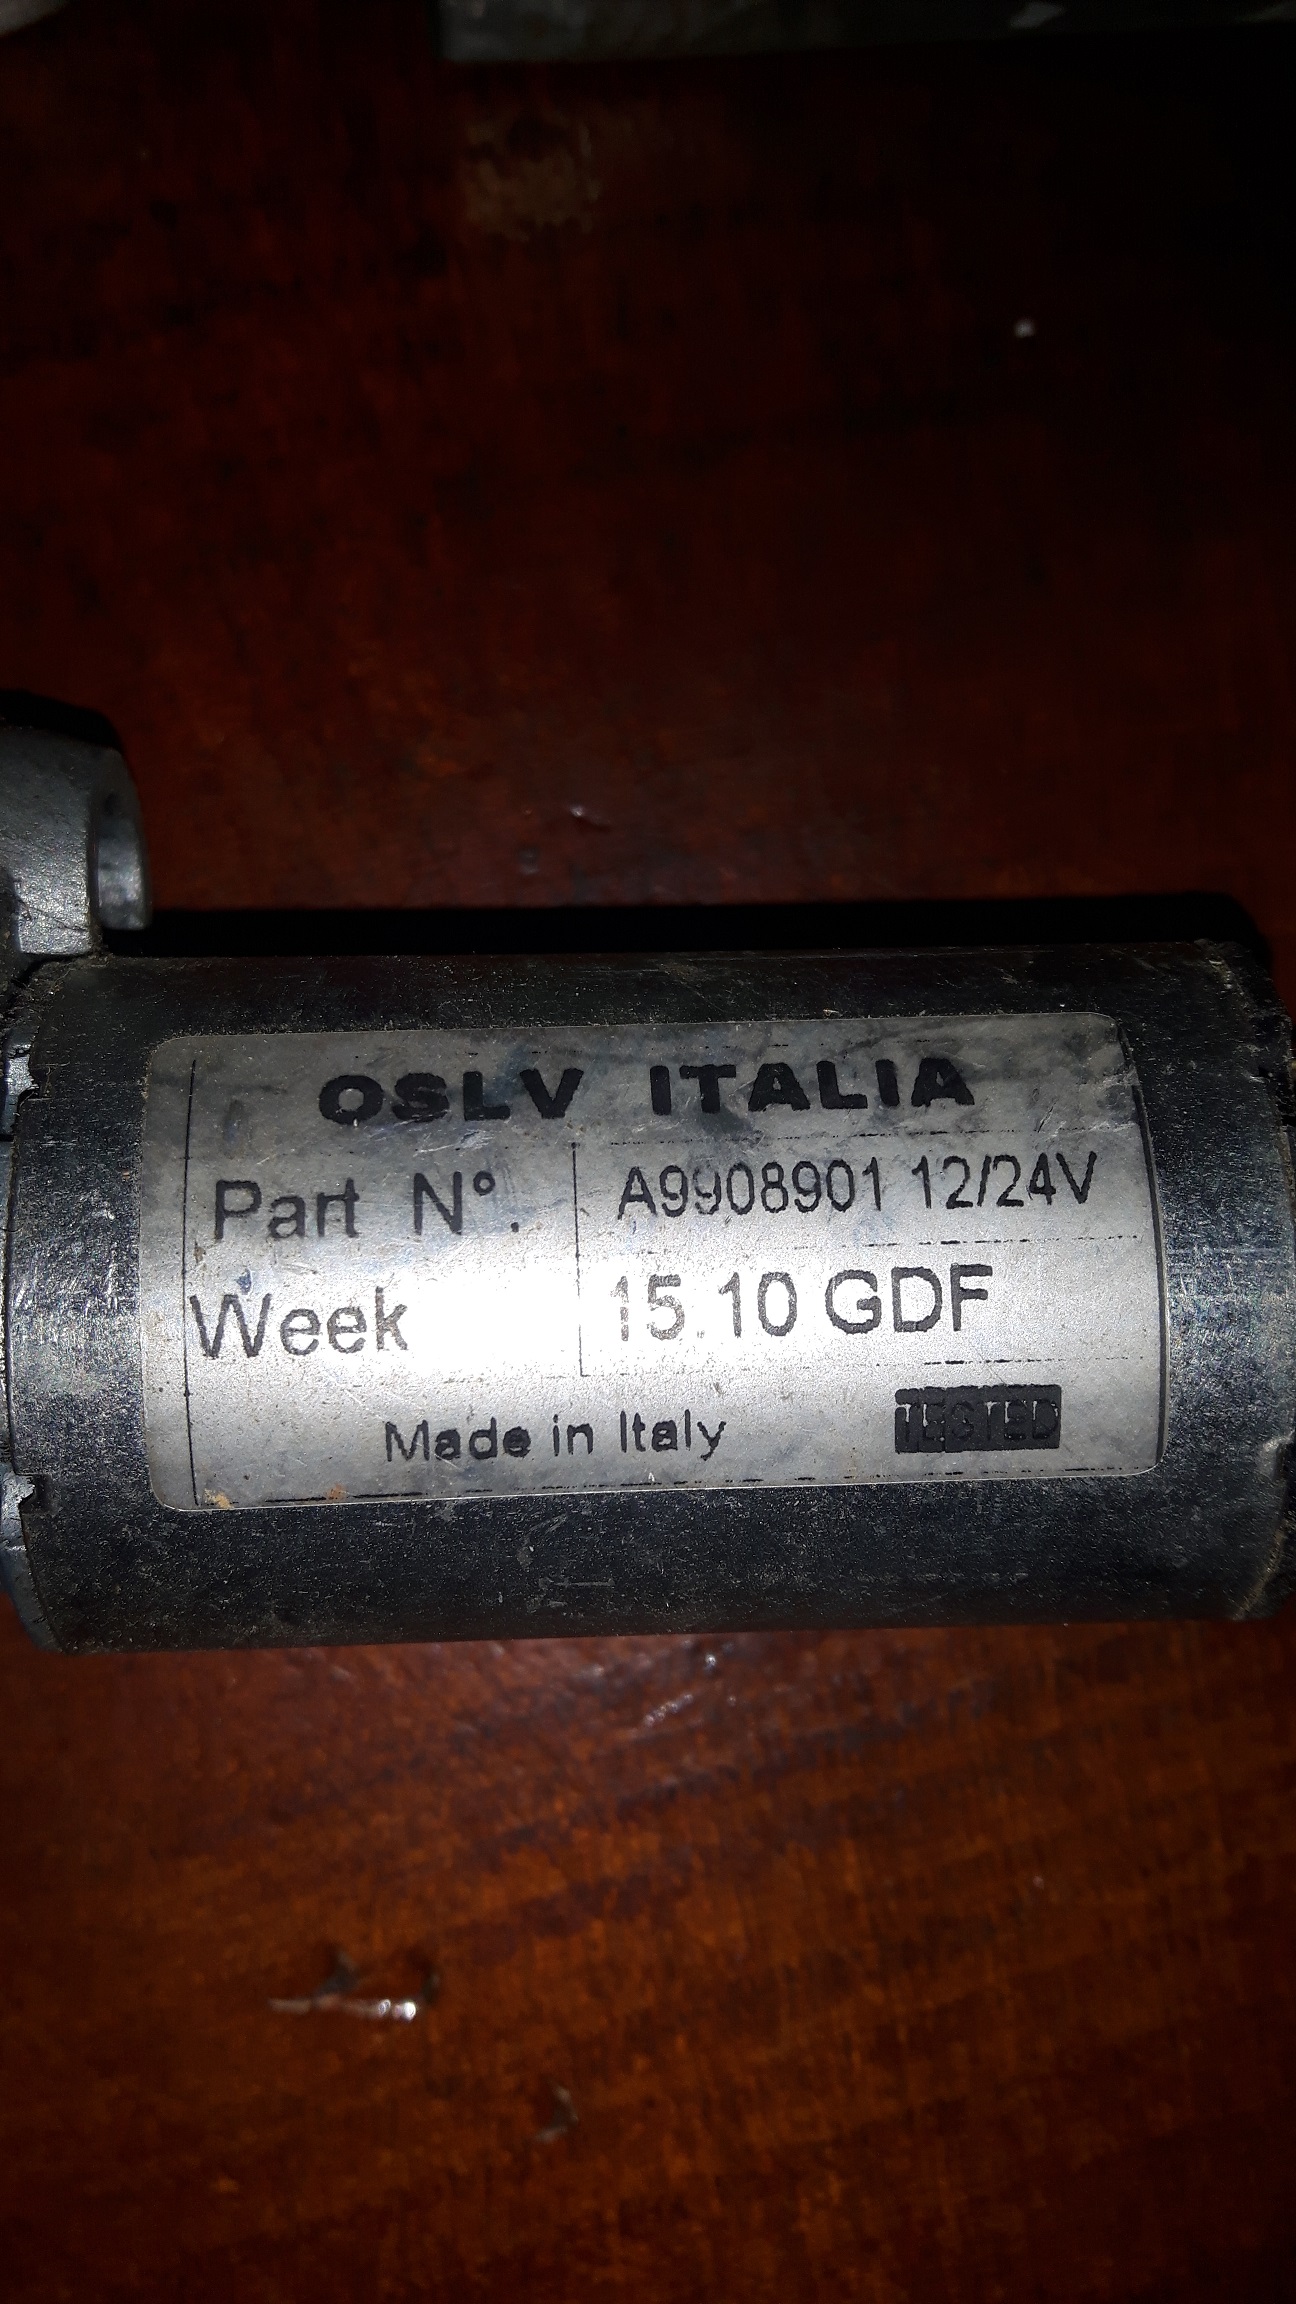 OSLV ITALIA
Part N°. A9908901 12/24V
Week 15.10 GDF
Made in Italy TESTED